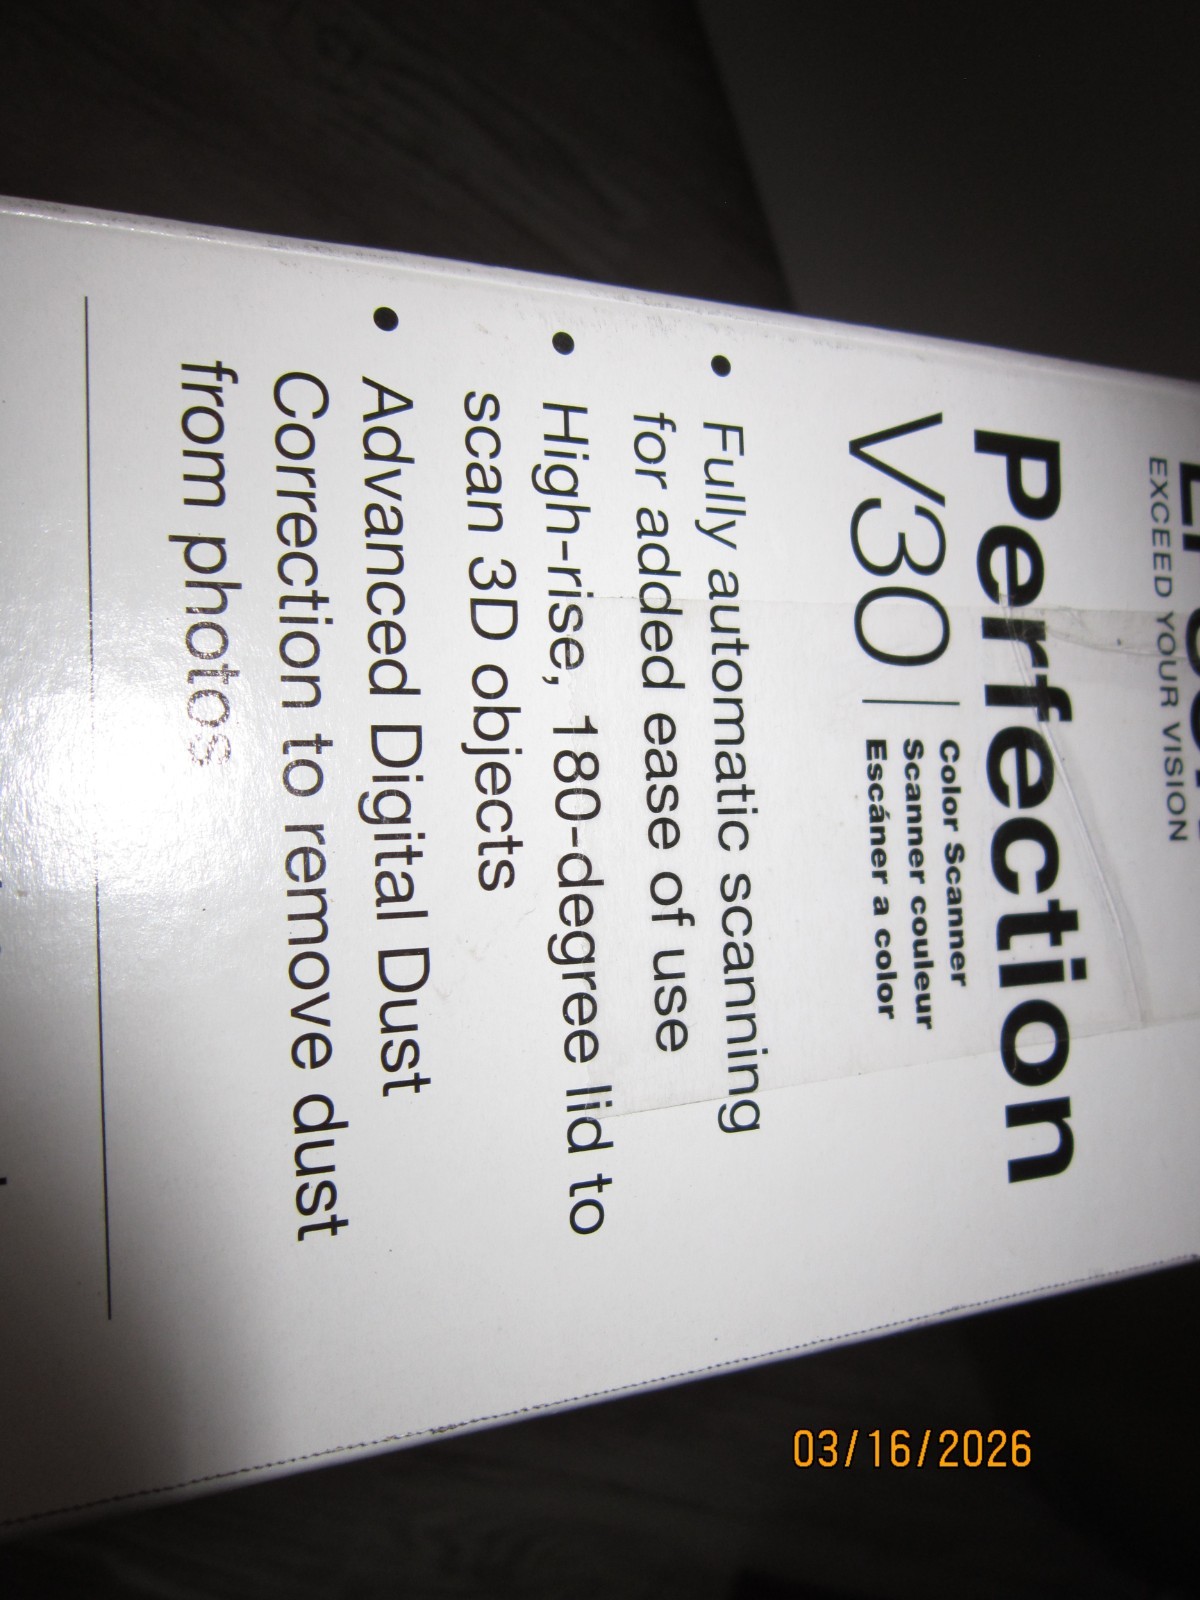 EXCEED YOUR VISION
Perfection
V30
Color Scanner
Scanner couleur
Escáner a color
• Fully automatic scanning
for added ease of use
• High-rise, 180-degree lid to
scan 3D objects
• Advanced Digital Dust
Correction to remove dust
from photos
03/16/2026